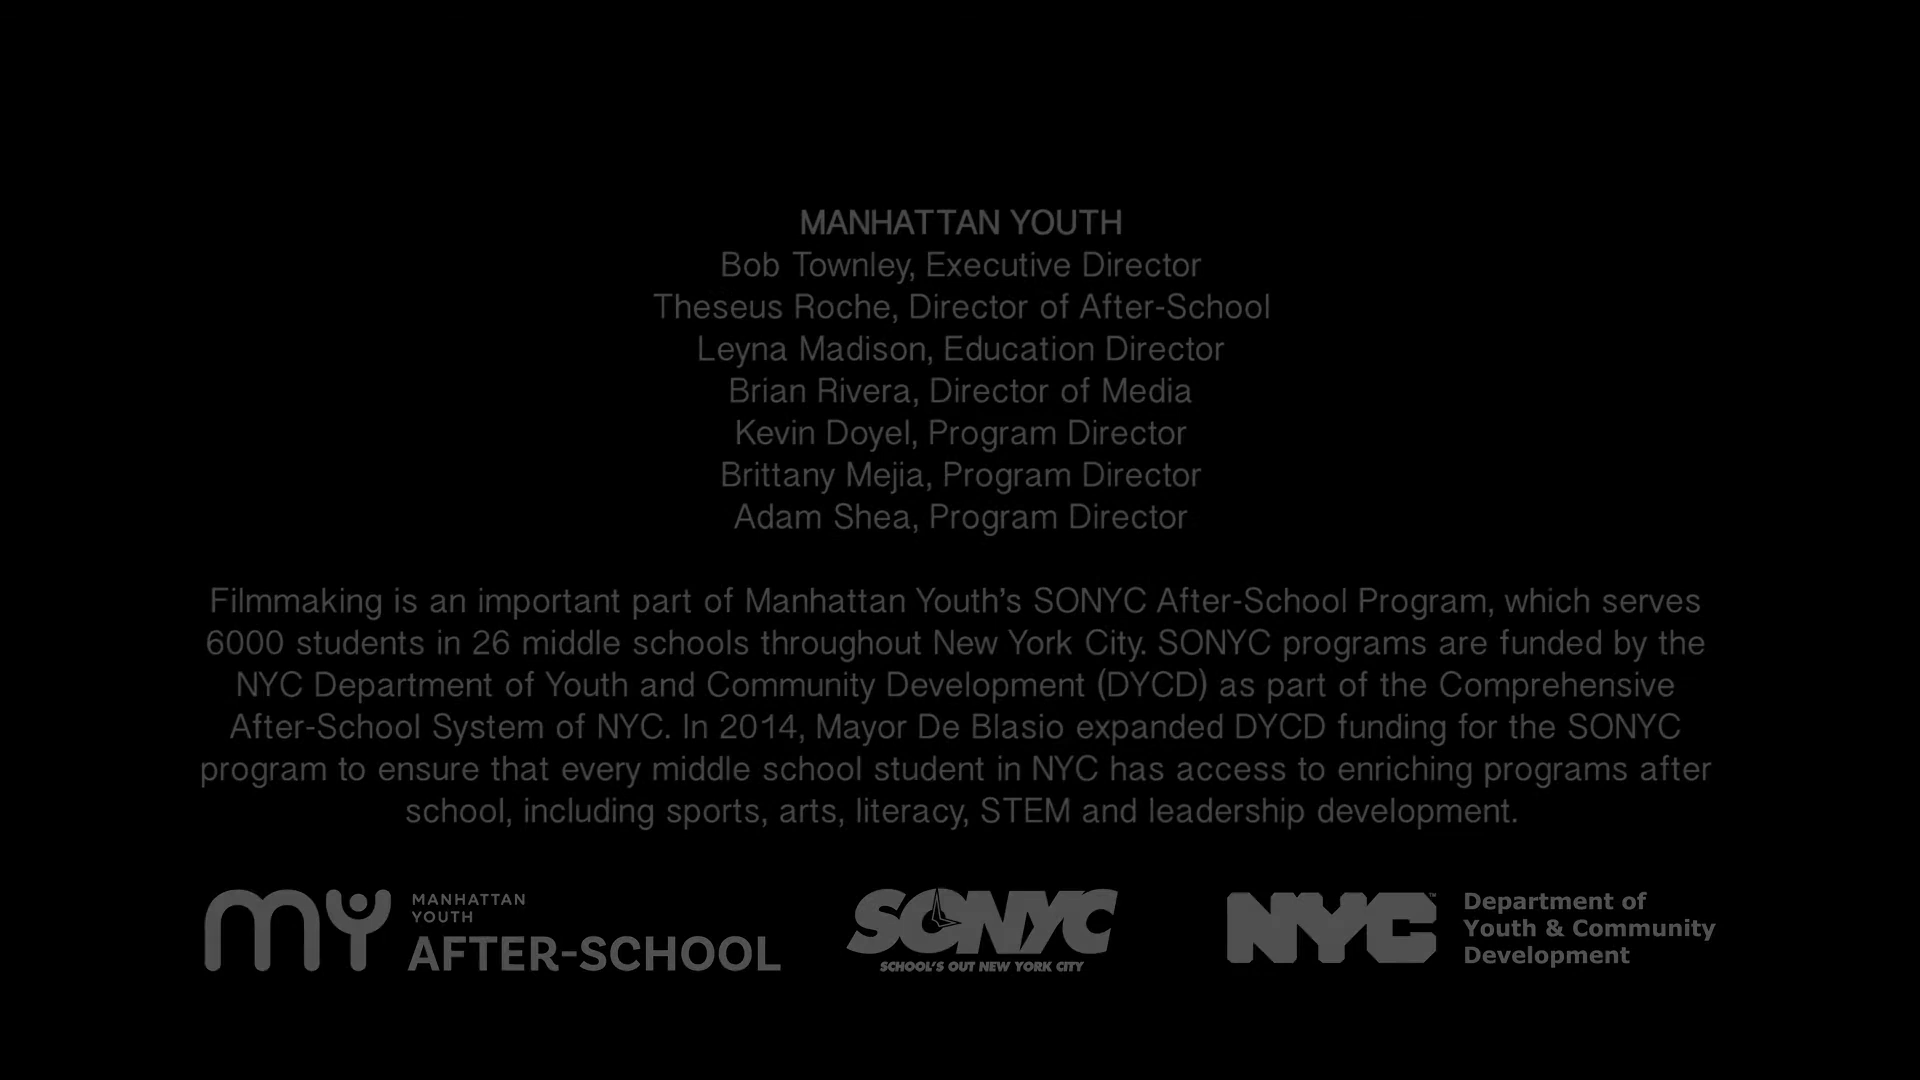 MANHATTAN YOUTH
Bob Townley, Executive Director
Theseus Roche, Director of After-School
Leyna Madison, Education Director
Brian Rivera, Director of Media
Kevin Doyel, Program Director
Brittany Mejia, Program Director
Adam Shea, Program Director
Filmmaking is an important part of Manhattan Youth's SONYC After-School Program, which serves
6000 students in 26 middle schools throughout New York City. SONYC programs are funded by the
NYC Department of Youth and Community Development (DYCD) as part of the Comprehensive
After-School System of NYC. In 2014, Mayor De Blasio expanded DYCD funding for the SONYC
program to ensure that every middle school student in NYC has access to enriching programs after
school, including sports, arts, literacy, STEM and leadership development.
MY
MANHATTAN
YOUTH
AFTER-SCHOOL
SONYC
SCHOOL'S OUT NEW YORK CITY
NYC™
Department of
Youth & Community
Development